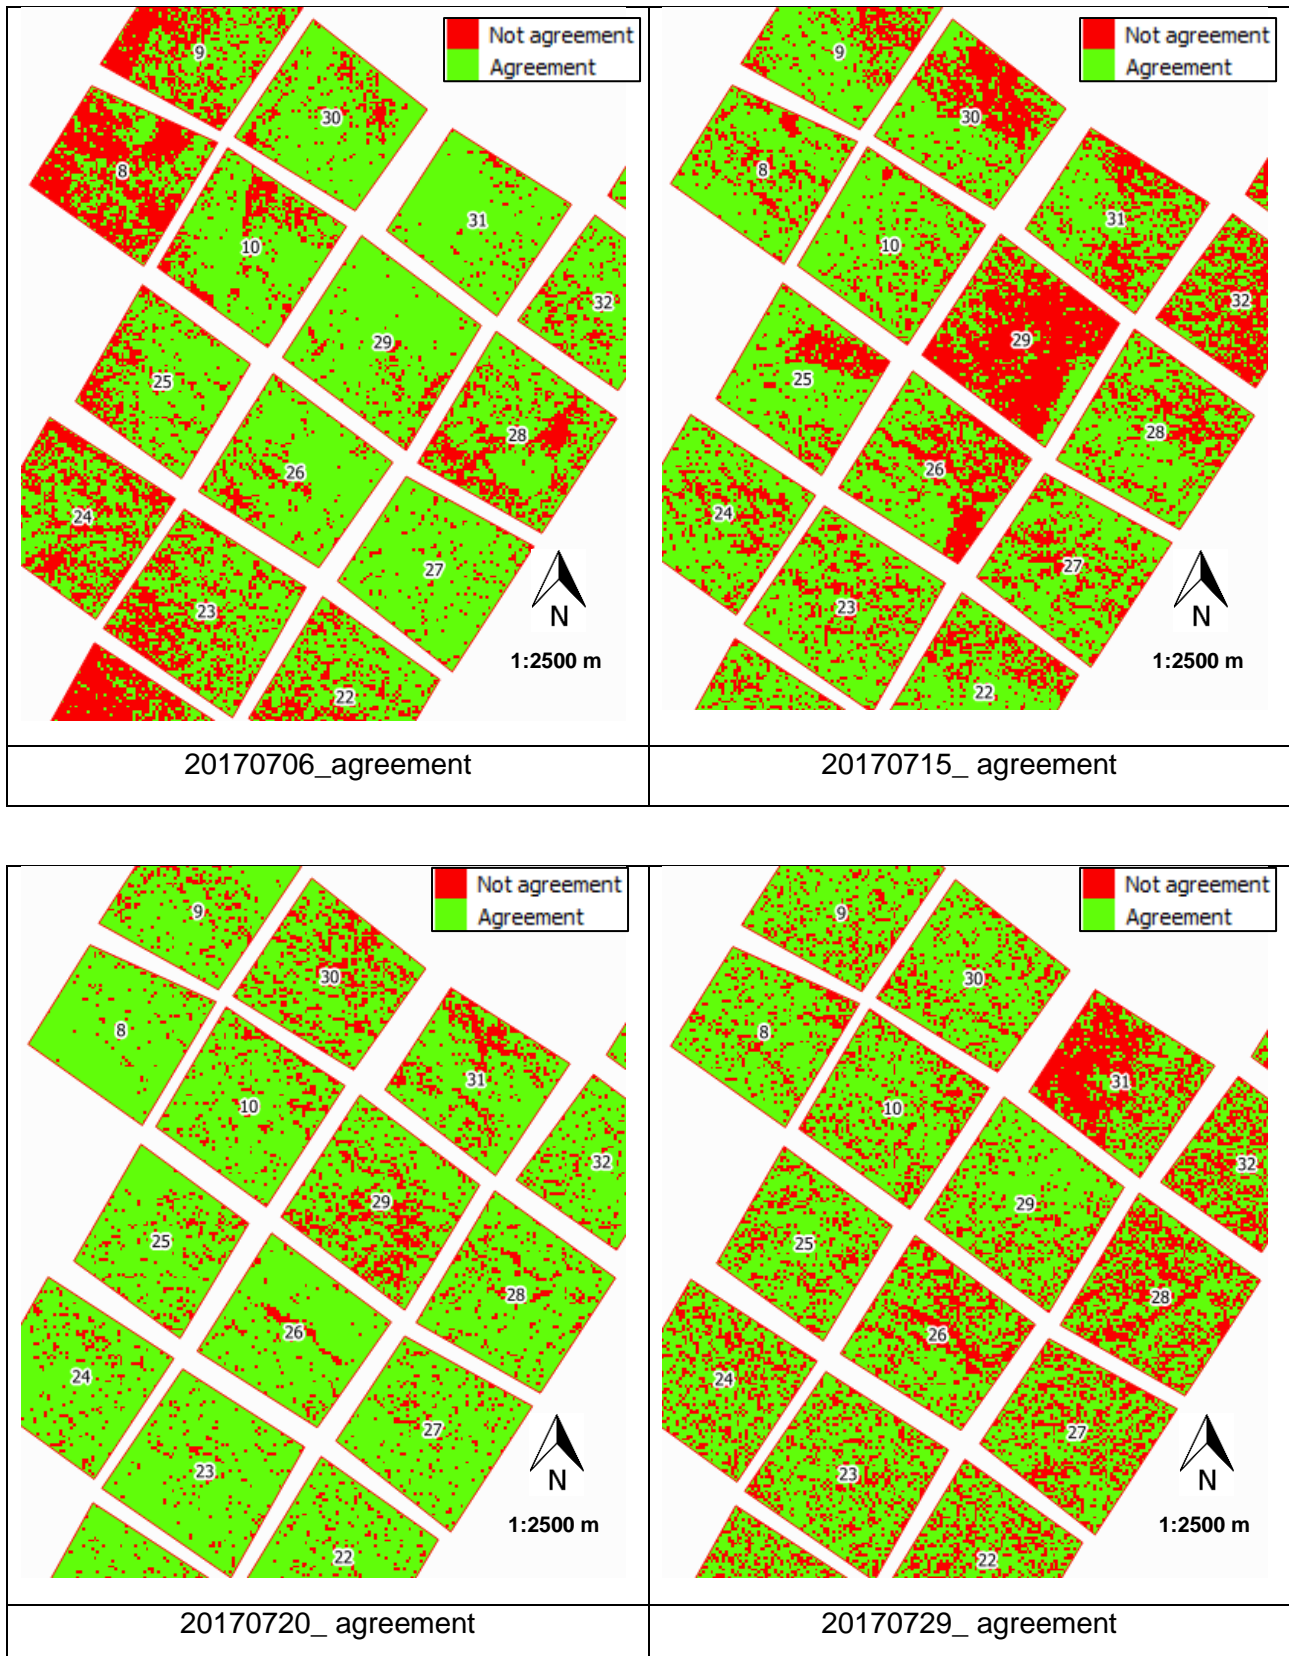 Not agreement
Agreement
9
30
8
31
10
32
29
25
28
26
24
27
23
22
N
1:2500 m
20170706_agreement
Not agreement
Agreement
9
30
8
31
10
32
29
25
28
26
24
27
23
22
N
1:2500 m
20170715_ agreement
Not agreement
Agreement
9
30
8
31
10
32
29
25
28
26
24
27
23
22
N
1:2500 m
20170720_ agreement
Not agreement
Agreement
9
30
8
31
10
32
29
25
28
26
24
27
23
22
N
1:2500 m
20170729_ agreement